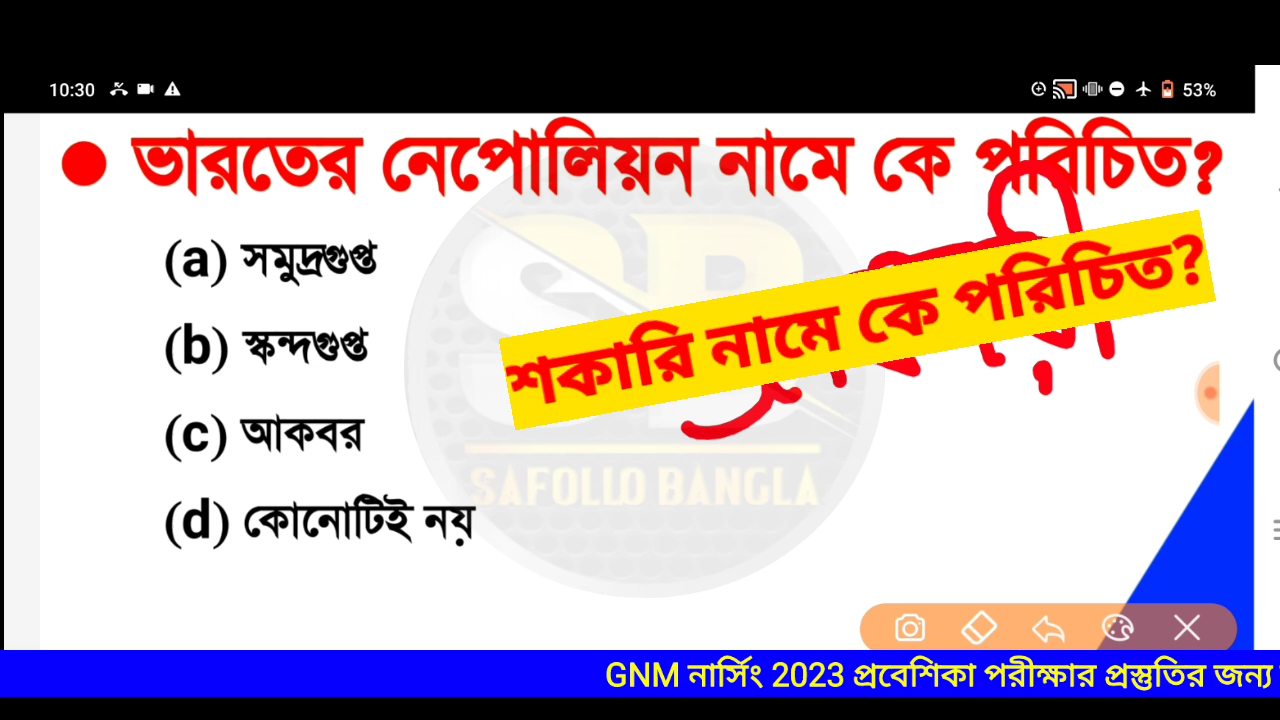 10:30
53%
ভারতের নেপোলিয়ন নামে কে পরিচিত?
(a) সমুদ্রগুপ্ত
শকারি নামে কে পরিচিত?
(b) স্কন্দগুপ্ত
(c) আকবর
SB
SAFOLLO BANGLA
(d) কোনোটিই নয়
GNM নার্সিং 2023 প্রবেশিকা পরীক্ষার প্রস্তুতির জন্য